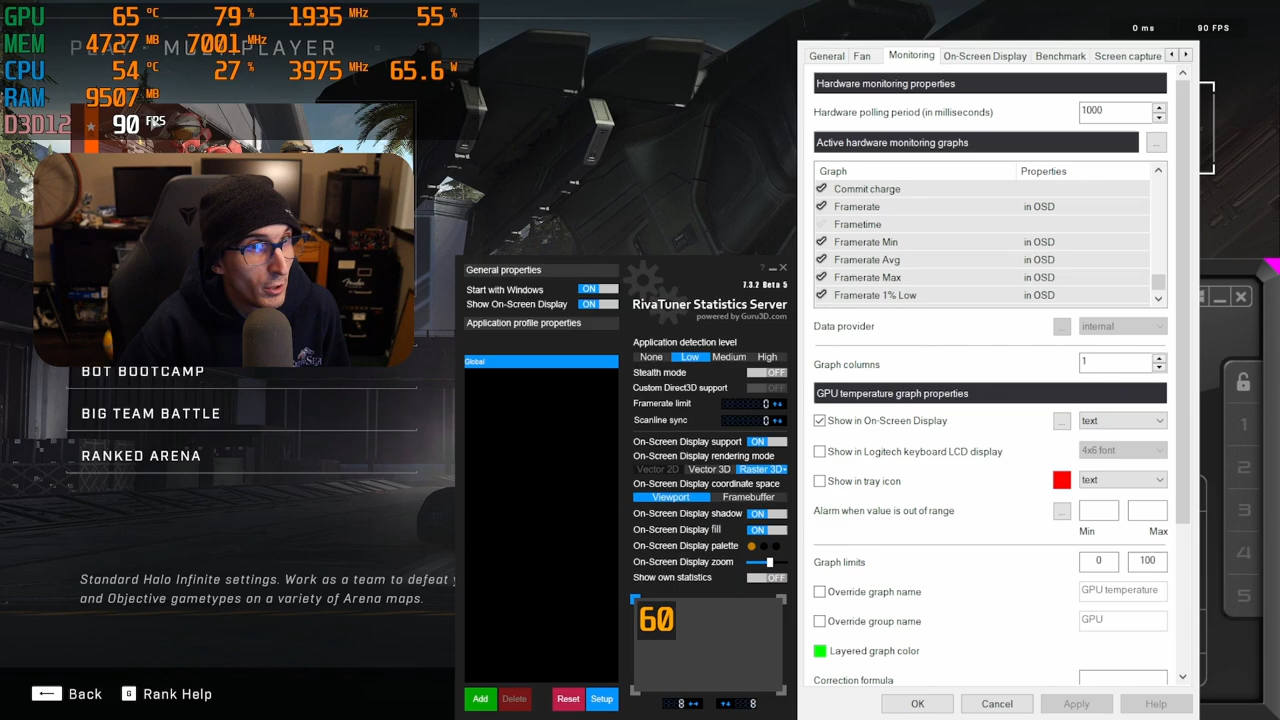 GPU 65 °C 79 % 1935 MHz 55 %
MEM 4727 MB 7001 MHz
PLAY MULTIPLAYER
CPU 54 °C 27 % 3975 MHz 65.6 W
RAM 9507 MB
D3D12 90 FPS
BOT BOOTCAMP
BIG TEAM BATTLE
RANKED ARENA
Standard Halo Infinite settings. Work as a team to defeat y
and Objective gametypes on a variety of Arena maps.
Back G Rank Help
0 ms 90 FPS
General properties
Start with Windows ON
Show On-Screen Display ON
Application profile properties
Global
Add Delete Reset Setup
7.3.2 Beta 5
RivaTuner Statistics Server
powered by Guru3D.com
Application detection level
None Low Medium High
Stealth mode OFF
Custom Direct3D support OFF
Framerate limit 0
Scanline sync 0
On-Screen Display support ON
On-Screen Display rendering mode
Vector 2D Vector 3D Raster 3D
On-Screen Display coordinate space
Viewport Framebuffer
On-Screen Display shadow ON
On-Screen Display fill ON
On-Screen Display palette
On-Screen Display zoom
Show own statistics OFF
60
8 8
General Fan Monitoring On-Screen Display Benchmark Screen capture
Hardware monitoring properties
Hardware polling period (in milliseconds) 1000
Active hardware monitoring graphs ...
Graph Properties
Commit charge
Framerate in OSD
Frametime
Framerate Min in OSD
Framerate Avg in OSD
Framerate Max in OSD
Framerate 1% Low in OSD
Data provider ... internal
Graph columns 1
GPU temperature graph properties
Show in On-Screen Display ... text
Show in Logitech keyboard LCD display 4x6 font
Show in tray icon text
Alarm when value is out of range ...
Min Max
Graph limits 0 100
Override graph name GPU temperature
Override group name GPU
Layered graph color
Correction formula
OK Cancel Apply Help
1
2
3
4
5